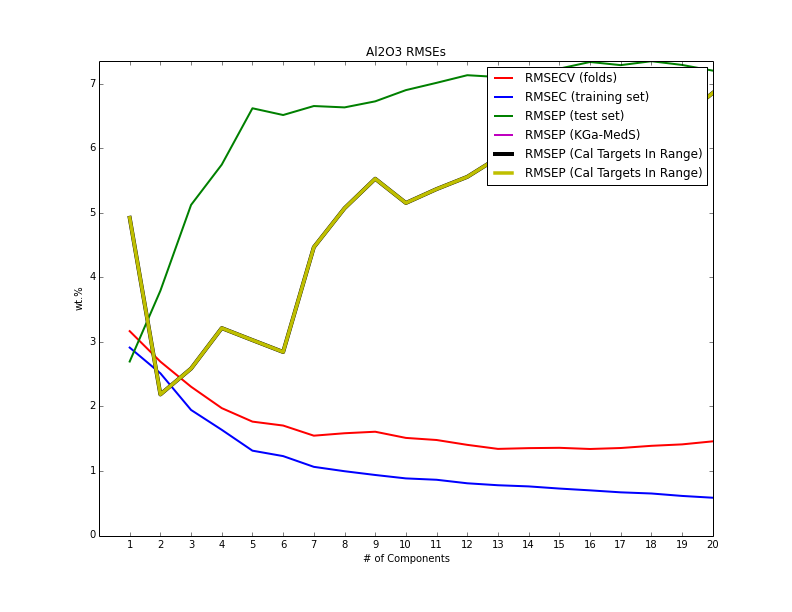 Al2O3 RMSEs
RMSECV (folds)
RMSEC (training set)
RMSEP (test set)
RMSEP (KGa-MedS)
RMSEP (Cal Targets In Range)
RMSEP (Cal Targets In Range)
7
6
5
4
3
2
1
0
wt.%
1 2 3 4 5 6 7 8 9 10 11 12 13 14 15 16 17 18 19 20
# of Components